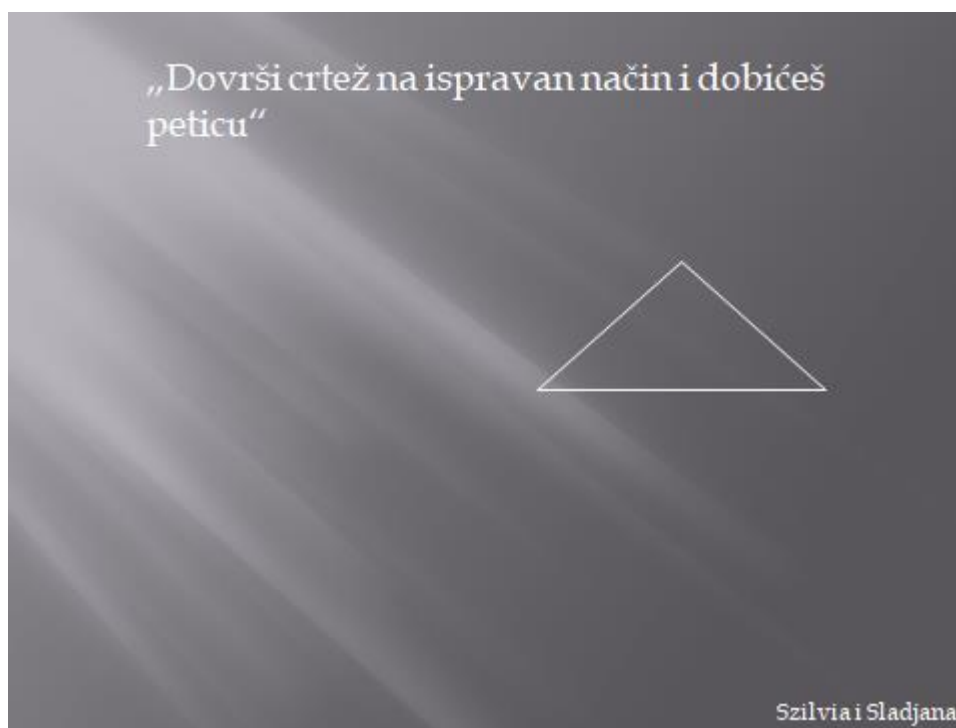 „Dovrši crtež na ispravan način i dobićeš
peticu“
Szilvia i Sladjana